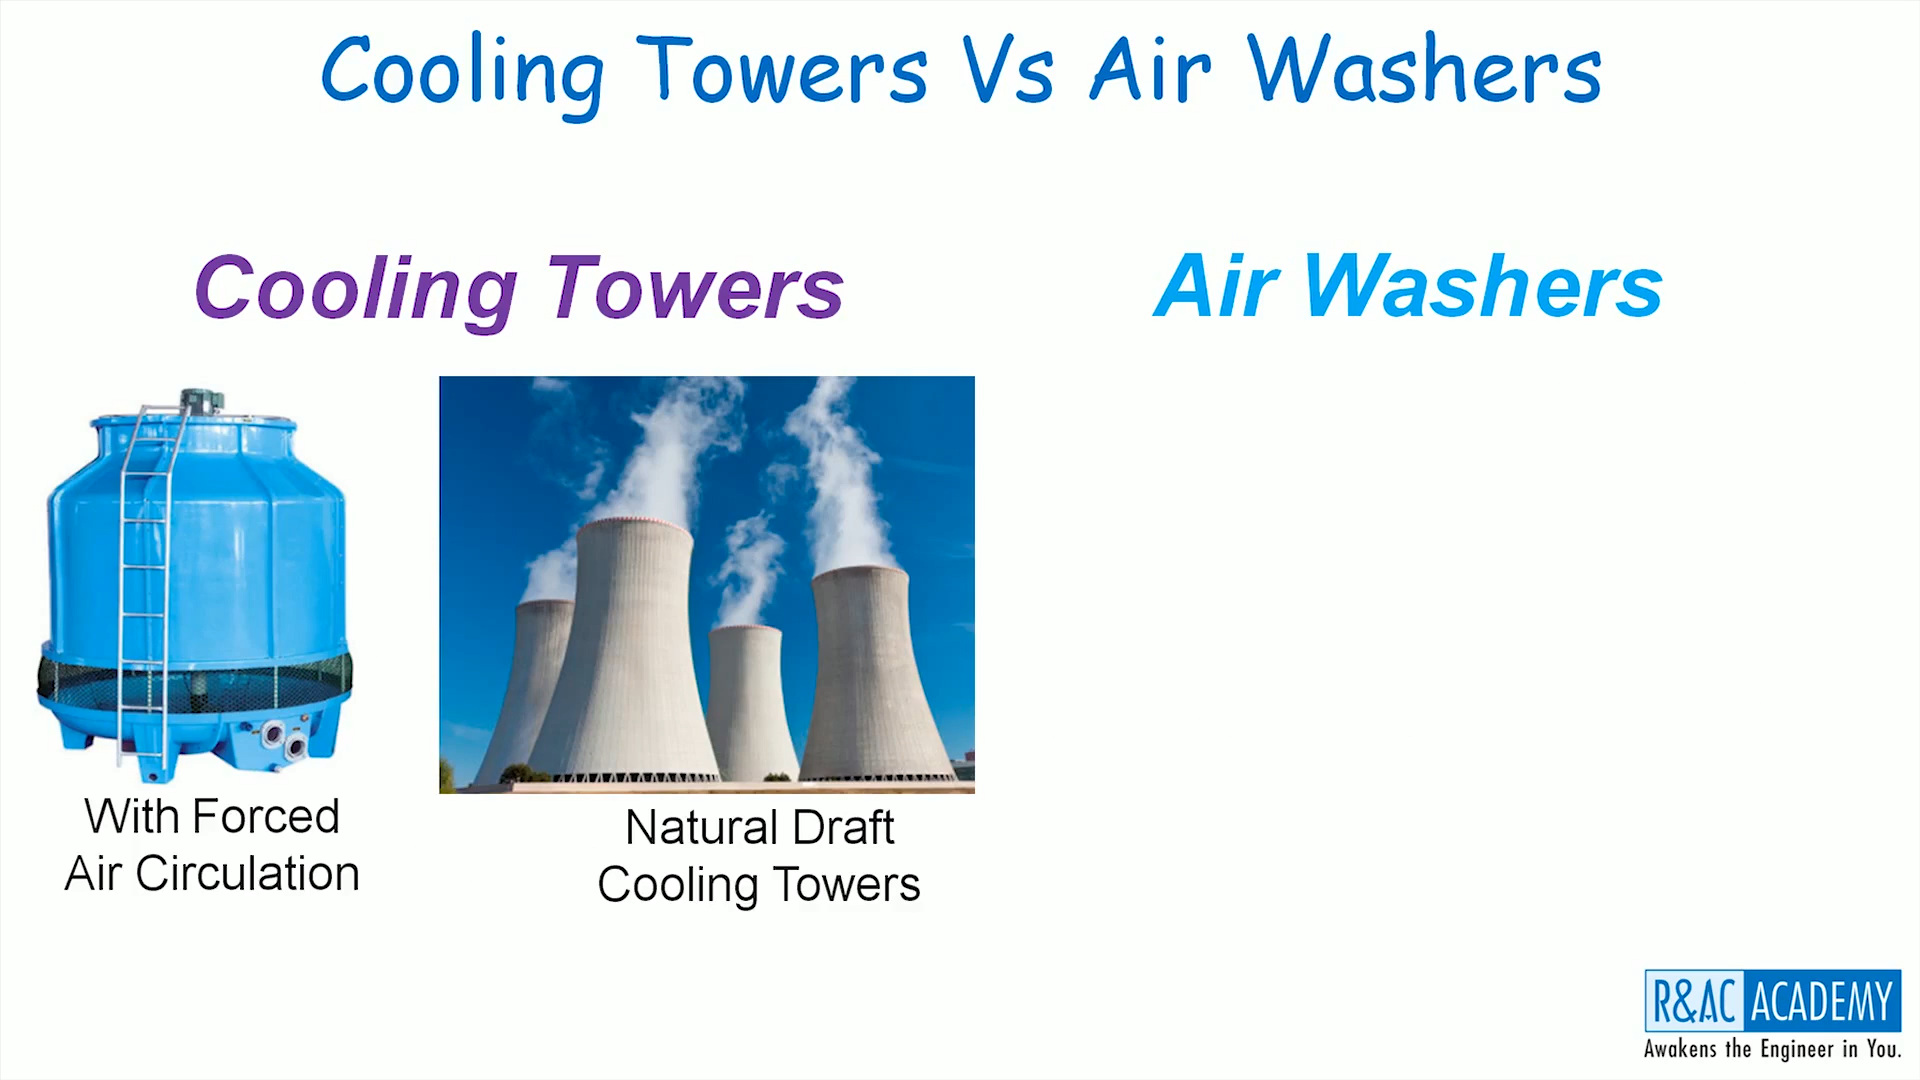 Cooling Towers Vs Air Washers
Cooling Towers
Air Washers
With Forced
Air Circulation
Natural Draft
Cooling Towers
R&AC ACADEMY
Awakens the Engineer in You.